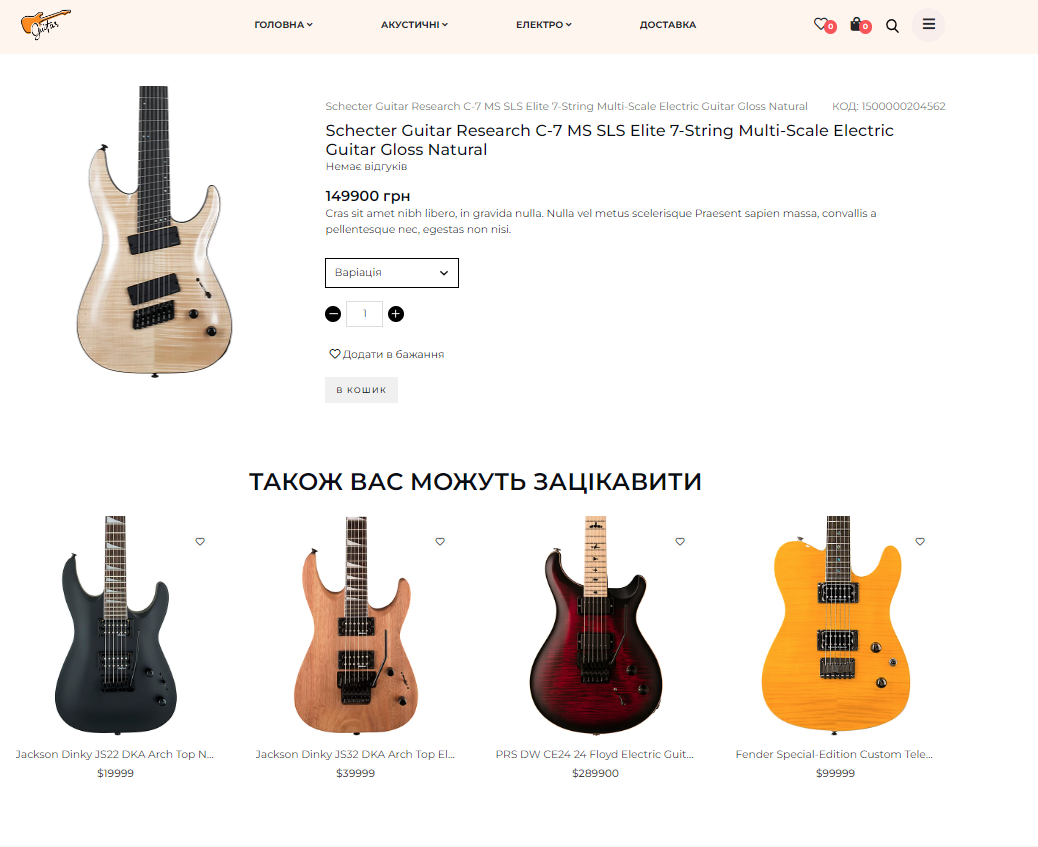 Guitar
ГОЛОВНА
АКУСТИЧНІ
ЕЛЕКТРО
ДОСТАВКА
0
0
Schecter Guitar Research C-7 MS SLS Elite 7-String Multi-Scale Electric Guitar Gloss Natural
КОД: 1500000204562
Schecter Guitar Research C-7 MS SLS Elite 7-String Multi-Scale Electric
Guitar Gloss Natural
Немає відгуків
149900 грн
Cras sit amet nibh libero, in gravida nulla. Nulla vel metus scelerisque Praesent sapien massa, convallis a
pellentesque nec, egestas non nisi.
Варіація
1
Додати в бажання
В КОШИК
ТАКОЖ ВАС МОЖУТЬ ЗАЦІКАВИТИ
Jackson Dinky JS22 DKA Arch Top N...
$19999
Jackson Dinky JS32 DKA Arch Top El...
$39999
PRS DW CE24 24 Floyd Electric Guit...
$289900
Fender Special-Edition Custom Tele...
$99999